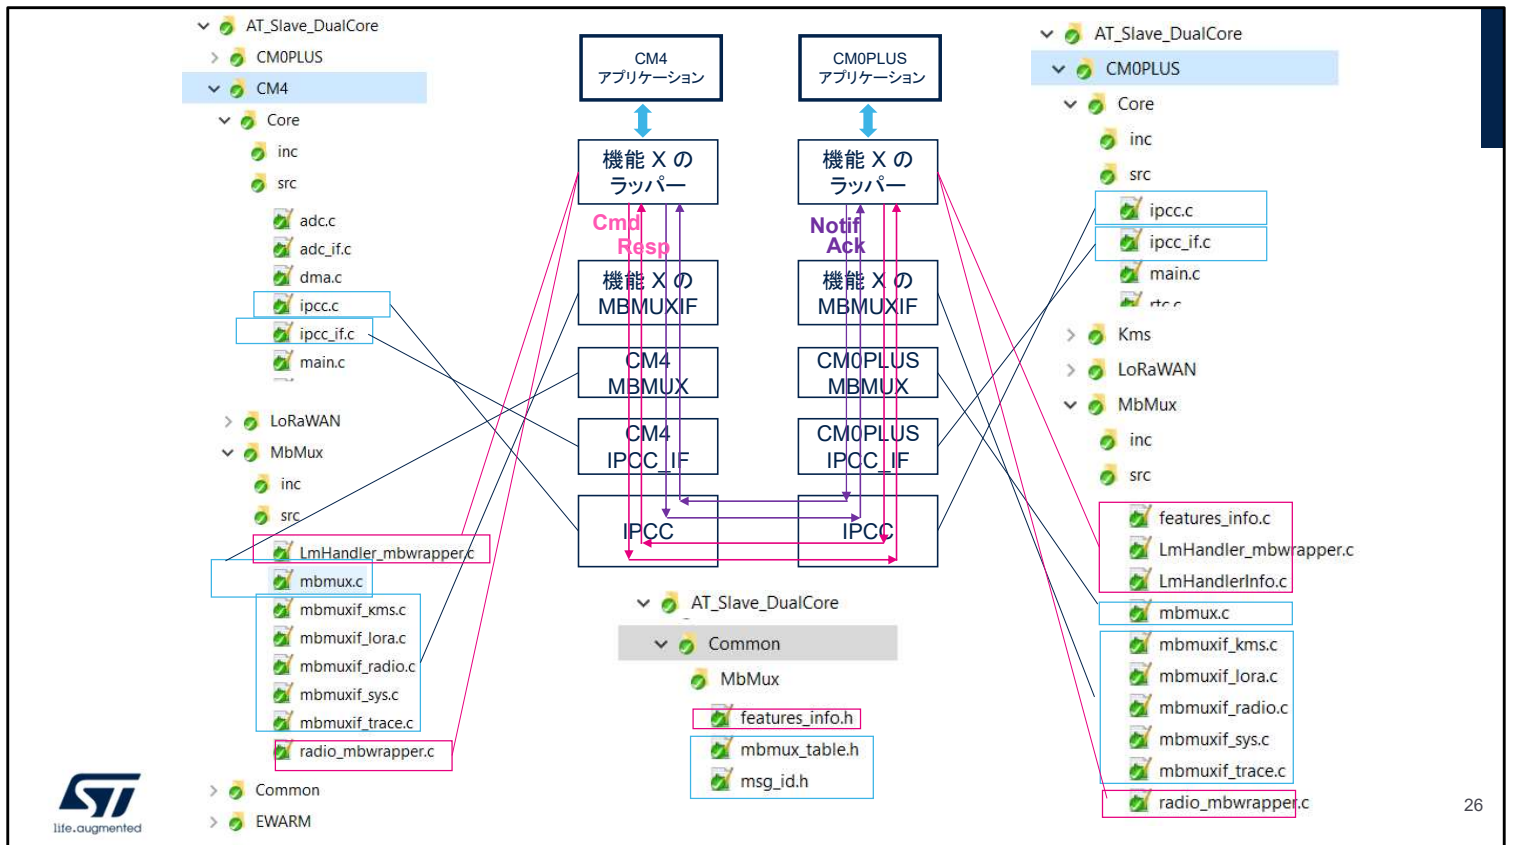 AT_Slave_DualCore
CM0PLUS
CM4
Core
inc
src
adc.c
adc_if.c
dma.c
ipcc.c
ipcc_if.c
main.c
LoRaWAN
MbMux
inc
src
LmHandler_mbwrapper.c
mbmux.c
mbmuxif_kms.c
mbmuxif_lora.c
mbmuxif_radio.c
mbmuxif_sys.c
mbmuxif_trace.c
radio_mbwrapper.c
Common
EWARM
CM4
アプリケーション
機能 X の
ラッパー
Cmd
Resp
機能 X の
MBMUXIF
CM4
MBMUX
CM4
IPCC_IF
IPCC
CM0PLUS
アプリケーション
機能 X の
ラッパー
Notif
Ack
機能 X の
MBMUXIF
CM0PLUS
MBMUX
CM0PLUS
IPCC_IF
IPCC
AT_Slave_DualCore
Common
MbMux
features_info.h
mbmux_table.h
msg_id.h
AT_Slave_DualCore
CM0PLUS
Core
inc
src
ipcc.c
ipcc_if.c
main.c
rtc.c
Kms
LoRaWAN
MbMux
inc
src
features_info.c
LmHandler_mbwrapper.c
LmHandlerInfo.c
mbmux.c
mbmuxif_kms.c
mbmuxif_lora.c
mbmuxif_radio.c
mbmuxif_sys.c
mbmuxif_trace.c
radio_mbwrapper.c
ST
life.augmented
26